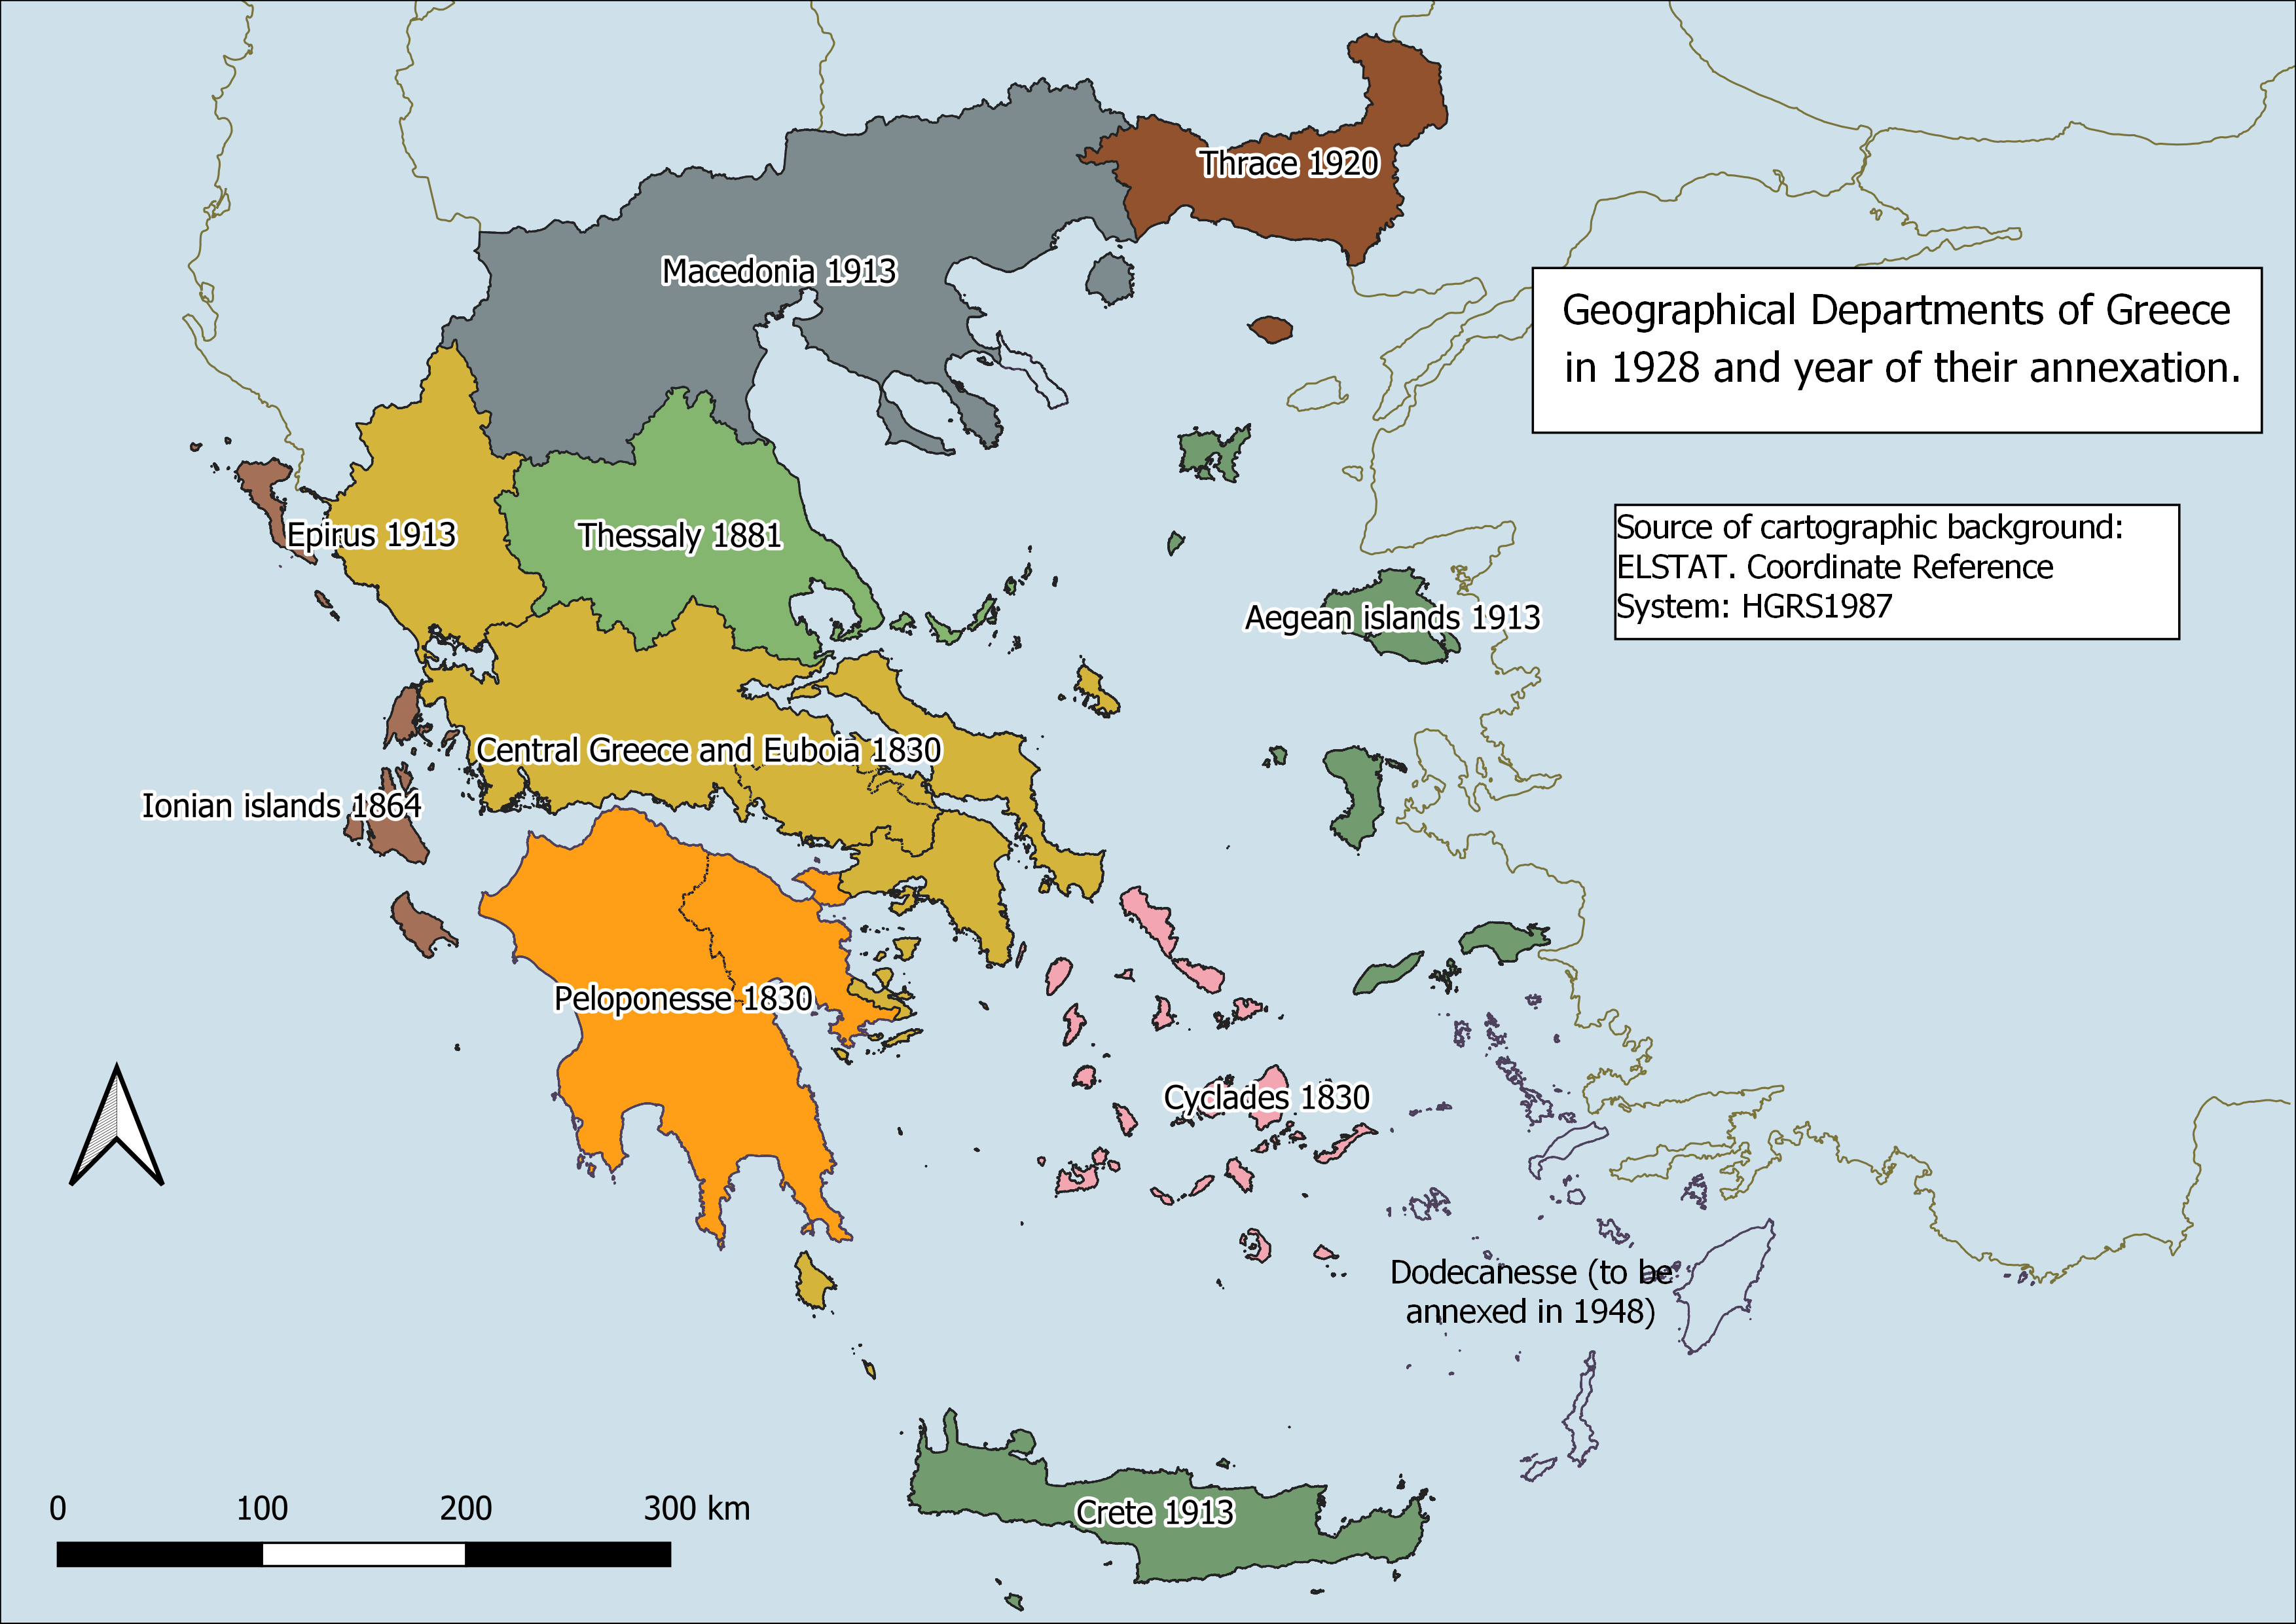 Thrace 1920
Macedonia 1913
Geographical Departments of Greece
in 1928 and year of their annexation.
Epirus 1913
Thessaly 1881
Source of cartographic background:
ELSTAT. Coordinate Reference
System: HGRS1987
Aegean islands 1913
Central Greece and Euboia 1830
Ionian islands 1864
Peloponesse 1830
Cyclades 1830
Dodecanesse (to be
annexed in 1948)
Crete 1913
0 100 200 300 km